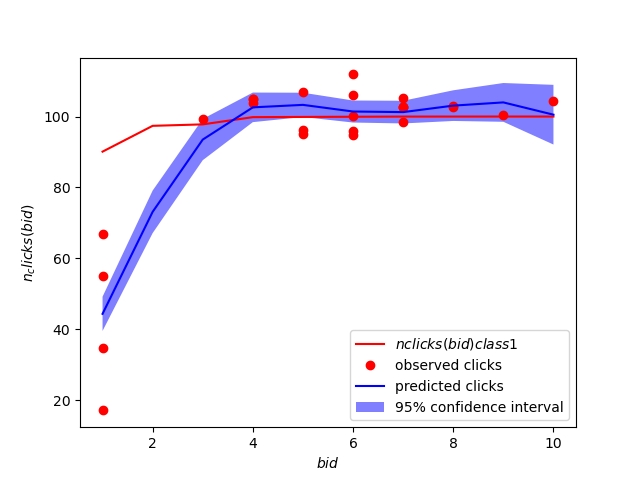 100
80
60
40
20
n_clicks(bid)
nclicks(bid)class1
observed clicks
predicted clicks
95% confidence interval
2 4 6 8 10
bid